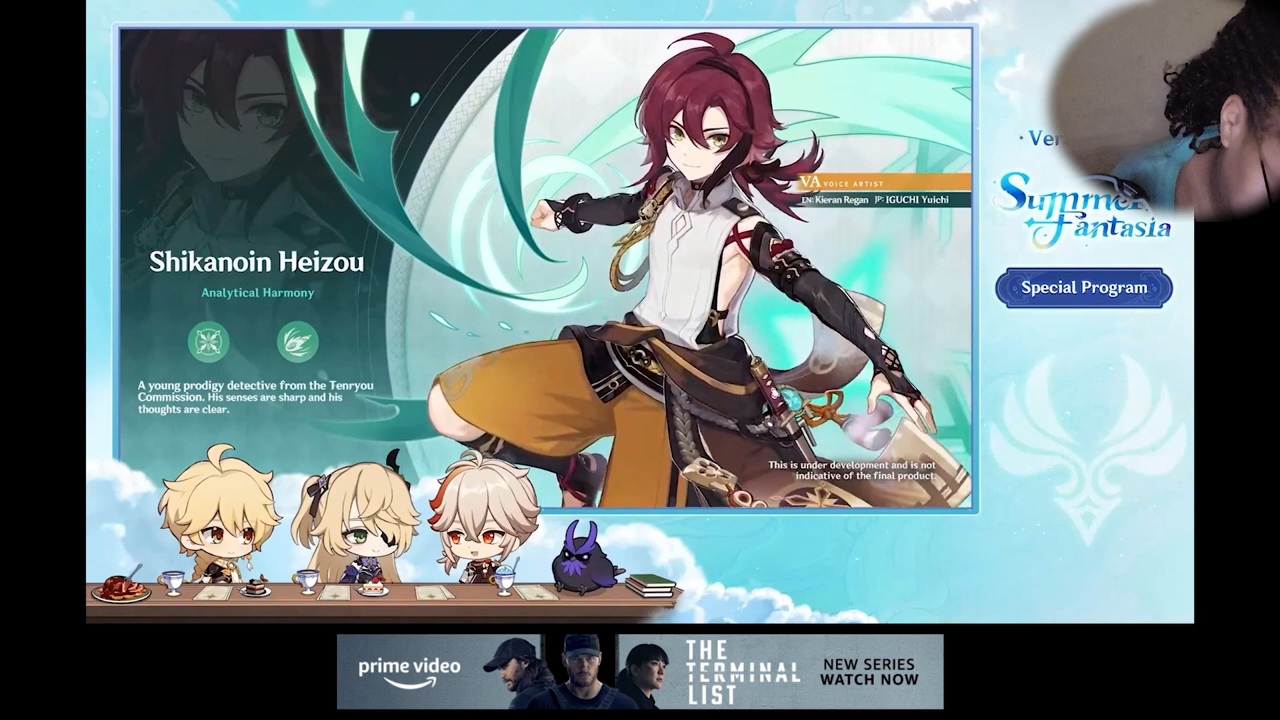 VA VOICE ARTIST
EN: Kieran Regan JP: IGUCHI Yuichi
Shikanoin Heizou
Analytical Harmony
A young prodigy detective from the Tenryou
Commission. His senses are sharp and his
thoughts are clear.
This is under development and is not
indicative of the final product.
Summer
Fantasia
Special Program
prime video
THE
TERMINAL
LIST
NEW SERIES
WATCH NOW